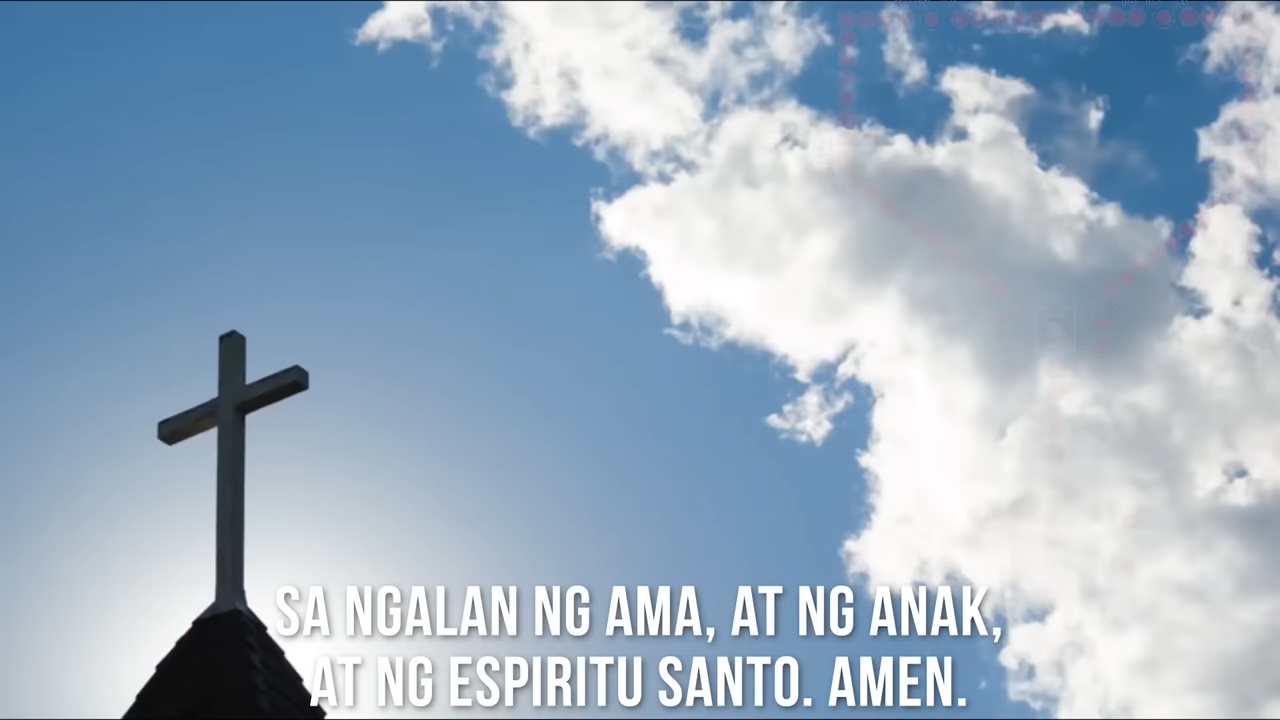 SA NGALAN NG AMA, AT NG ANAK,
AT NG ESPIRITU SANTO. AMEN.